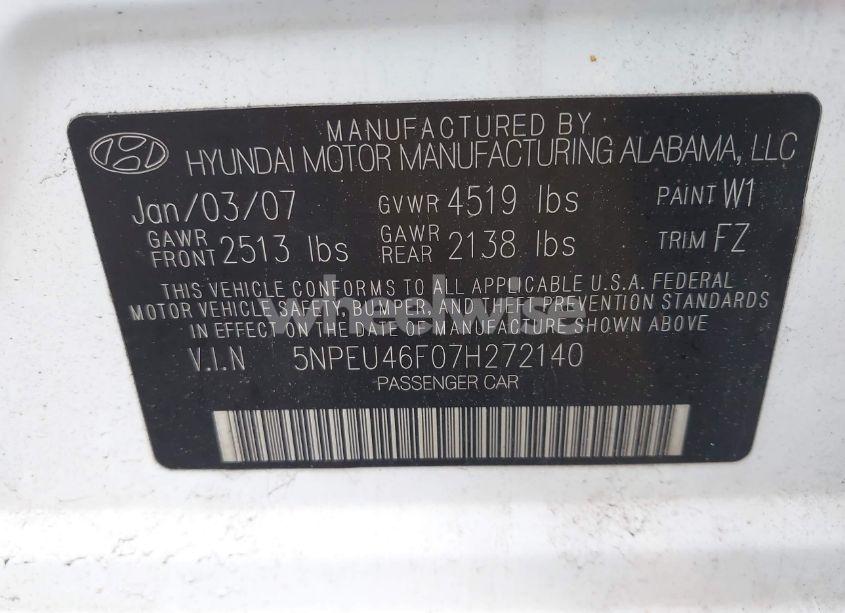 MANUFACTURED BY
HYUNDAI MOTOR MANUFACTURING ALABAMA, LLC
Jan/03/07 GVWR 4519 lbs PAINT W1
GAWR FRONT 2513 lbs GAWR REAR 2138 lbs TRIM FZ
THIS VEHICLE CONFORMS TO ALL APPLICABLE U.S.A. FEDERAL
MOTOR VEHICLE SAFETY, BUMPER, AND THEFT PREVENTION STANDARDS
IN EFFECT ON THE DATE OF MANUFACTURE SHOWN ABOVE.
wheelwise
V.I.N 5NPEU46F07H272140
PASSENGER CAR